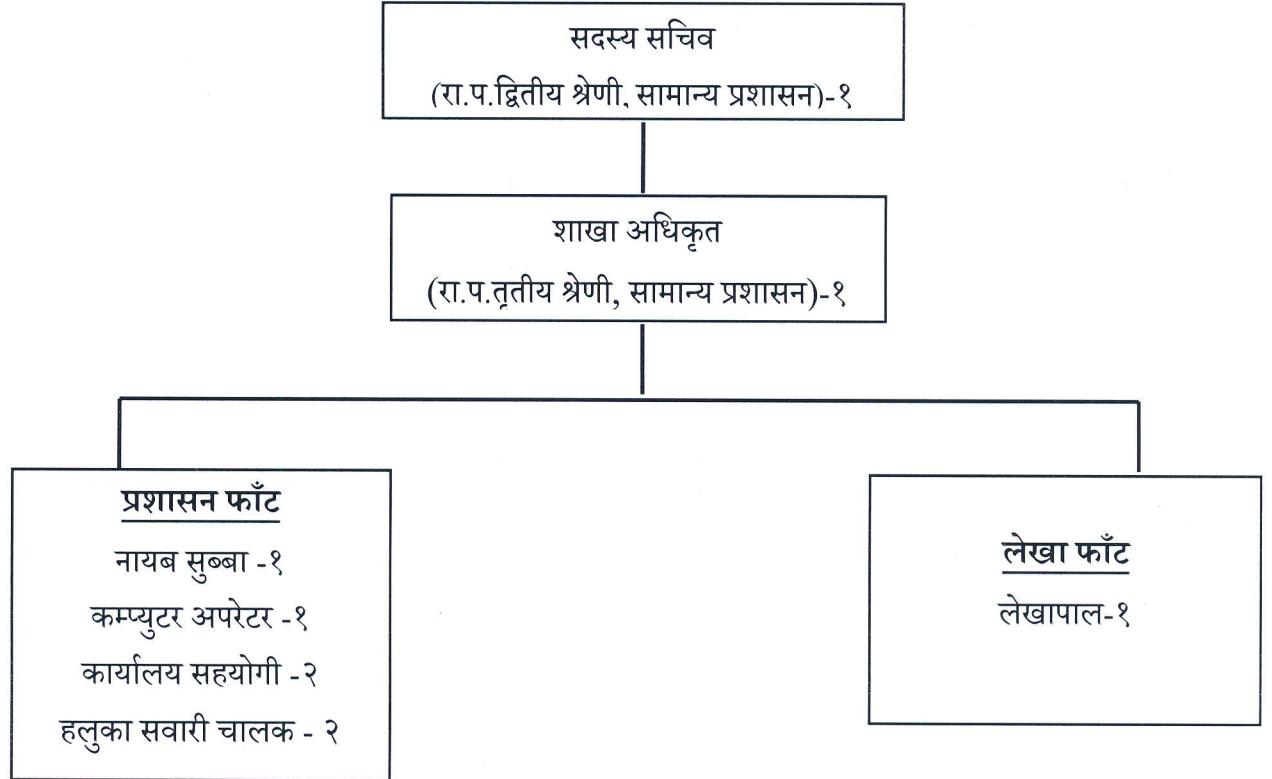 सदस्य सचिव
(रा.प.द्वितीय श्रेणी, सामान्य प्रशासन)-१
शाखा अधिकृत
(रा.प.तृतीय श्रेणी, सामान्य प्रशासन)-१
प्रशासन फाँट
नायब सुब्बा -१
कम्प्युटर अपरेटर -१
कार्यालय सहयोगी -२
हलुका सवारी चालक - २
लेखा फाँट
लेखापाल-१